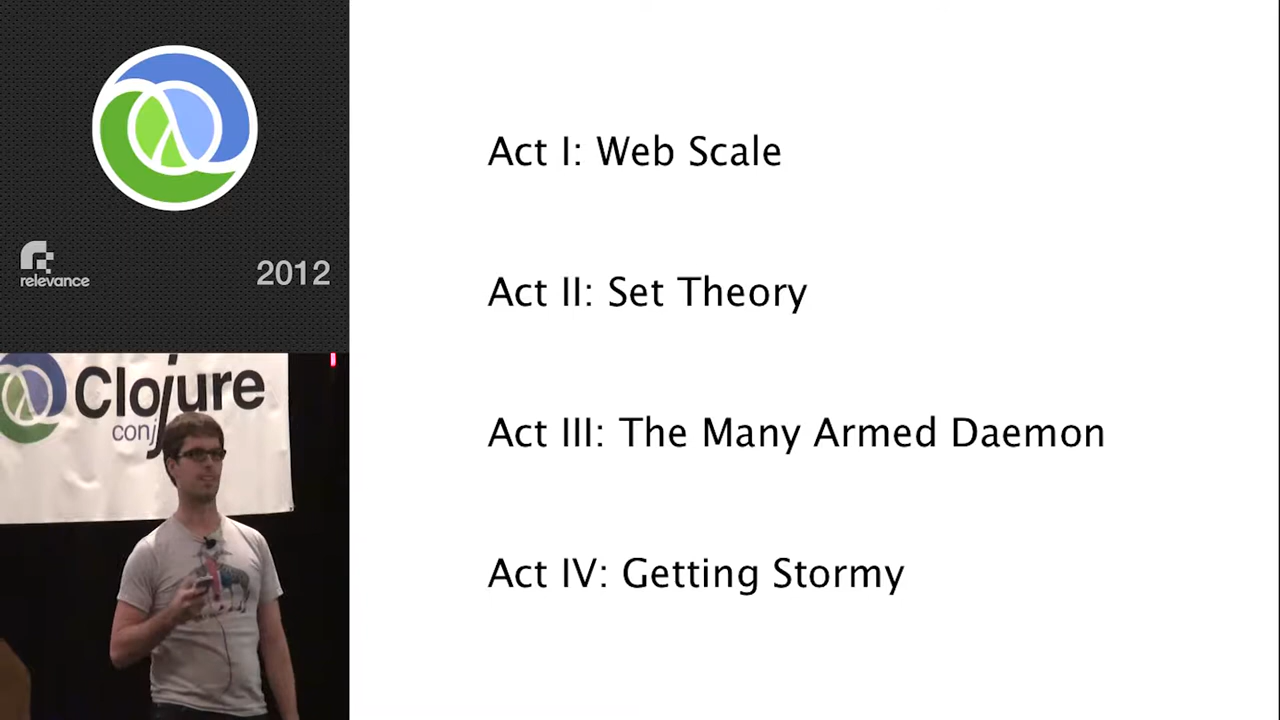 relevance
2012
Clojure
conj
Act I: Web Scale
Act II: Set Theory
Act III: The Many Armed Daemon
Act IV: Getting Stormy